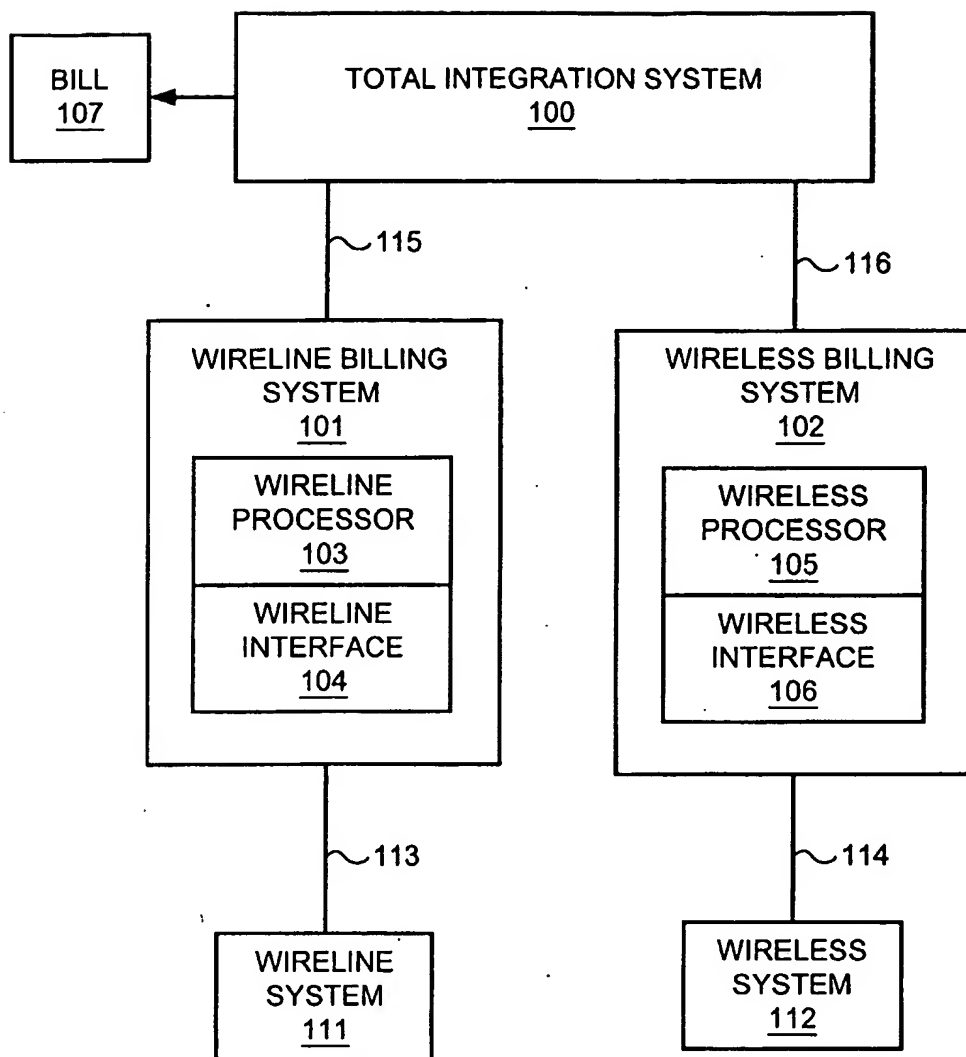 BILL
107
TOTAL INTEGRATION SYSTEM
100
115
116
WIRELINE BILLING
SYSTEM
101
WIRELINE
PROCESSOR
103
WIRELINE
INTERFACE
104
WIRELESS BILLING
SYSTEM
102
WIRELESS
PROCESSOR
105
WIRELESS
INTERFACE
106
113
114
WIRELINE
SYSTEM
111
WIRELESS
SYSTEM
112